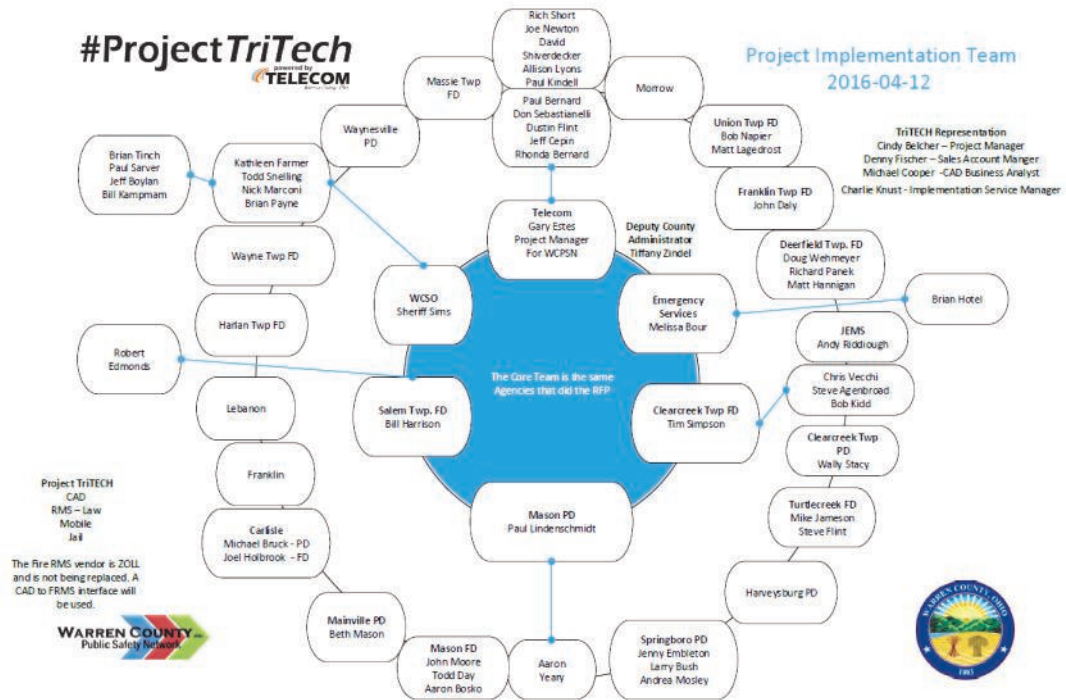 #ProjectTriTech
powered by
TELECOM
Project Implementation Team
2016-04-12
Rich Short
Joe Newton
David
Shiverdecker
Allison Lyons
Paul Kindell
Massie Twp
FD
Morrow
Paul Bernard
Don Sebastianelli
Dustin Flint
Jeff Cepin
Rhonda Bernard
Waynesville
PD
Union Twp FD
Bob Napier
Matt Lagedrost
TriTECH Representation
Cindy Belcher – Project Manager
Denny Fischer – Sales Account Manger
Michael Cooper -CAD Business Analyst
Charlie Knust - Implementation Service Manager
Brian Tinch
Paul Sarver
Jeff Boylan
Bill Kampmam
Kathleen Farmer
Todd Snelling
Nick Marconi
Brian Payne
Franklin Twp FD
John Daly
Telecom
Gary Estes
Project Manager
For WCPSN
Deputy County
Administrator
Tiffany Zindel
Deerfield Twp. FD
Doug Wehmeyer
Richard Panek
Matt Hannigan
Wayne Twp FD
WCSO
Sheriff Sims
Emergency
Services
Melissa Bour
Brian Hotel
Harlan Twp FD
JEMS
Andy Riddiough
Robert
Edmonds
The Core Team is the same
Agencies that did the RFP
Chris Vecchi
Steve Agenbroad
Bob Kidd
Lebanon
Salem Twp. FD
Bill Harrison
Clearcreek Twp FD
Tim Simpson
Clearcreek Twp
PD
Wally Stacy
Franklin
Project TriTECH
CAD
RMS – Law
Mobile
Jail
Mason PD
Paul Lindenschmidt
Turtlecreek FD
Mike Jameson
Steve Flint
Carlisle
Michael Bruck - PD
Joel Holbrook - FD
The Fire RMS vendor is ZOLL
and is not being replaced. A
CAD to FRMS interface will
be used.
Harveysburg PD
Mainville PD
Beth Mason
WARREN COUNTY
Public Safety Network
WARREN COUNTY, OHIO
1803
Mason FD
John Moore
Todd Day
Aaron Bosko
Aaron
Yeary
Springboro PD
Jenny Embleton
Larry Bush
Andrea Mosley